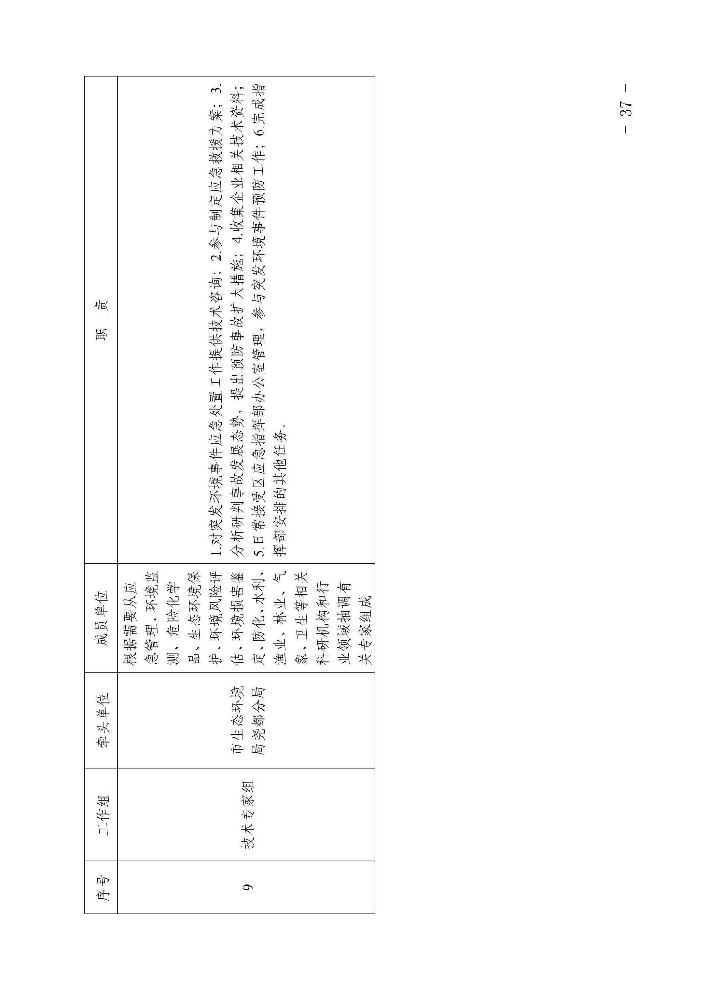 序号
工作组
牵头单位
成员单位
职 责
9
技术专家组
市生态环境
局尧都分局
根据需要从应
急管理、环境监
测、危险化学
品、生态环境保
护、环境风险评
估、环境损害鉴
定、防化、水利、
渔业、林业、气
象、卫生等相关
科研机构和行
业领域抽调有
关专家组成
1.对突发环境事件应急处置工作提供技术咨询；2.参与制定应急救援方案；3.
分析研判事故发展态势，提出预防事故扩大措施；4.收集企业相关技术资料；
5.日常接受区应急指挥部办公室管理，参与突发环境事件预防工作；6.完成指
挥部安排的其他任务。
－ 37 －